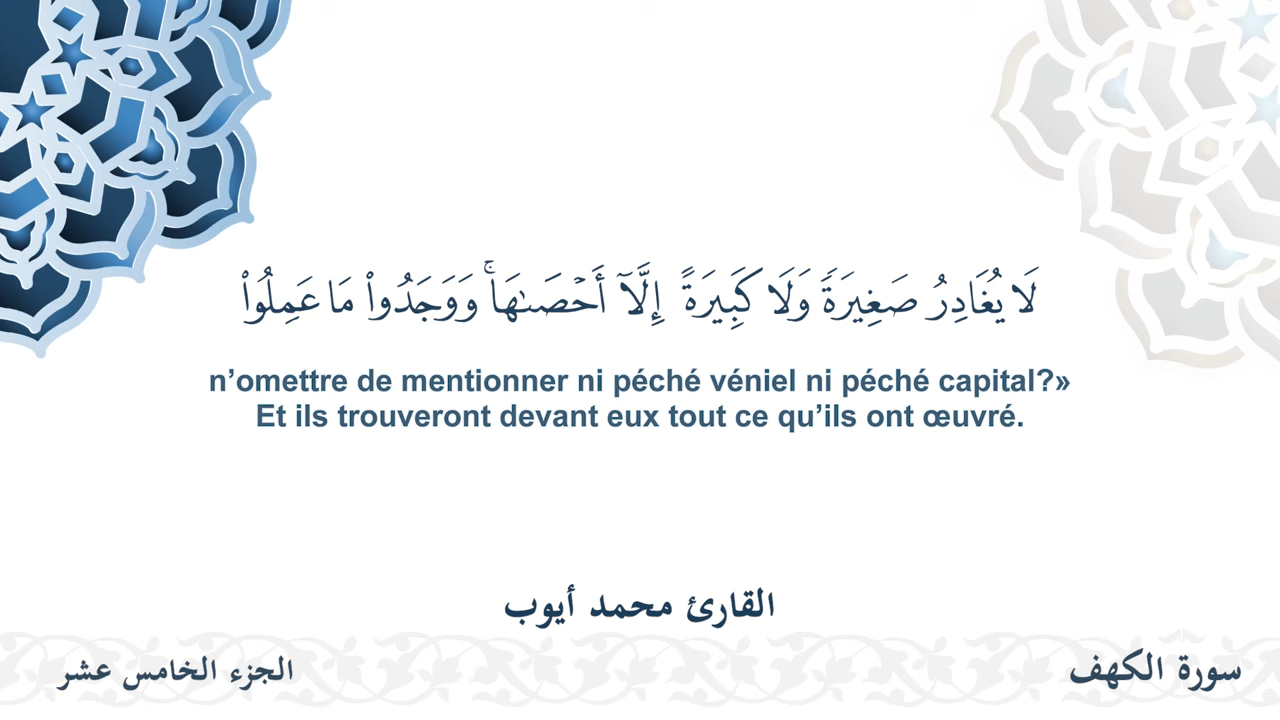 لَا يُغَادِرُ صَغِيرَةً وَلَا كَبِيرَةً إِلَّآ أَحْصَىٰهَا ۚ وَوَجَدُوا۟ مَا عَمِلُوا۟
n’omettre de mentionner ni péché véniel ni péché capital?»
Et ils trouveront devant eux tout ce qu’ils ont œuvré.
القارئ محمد أيوب
سورة الكهف
الجزء الخامس عشر